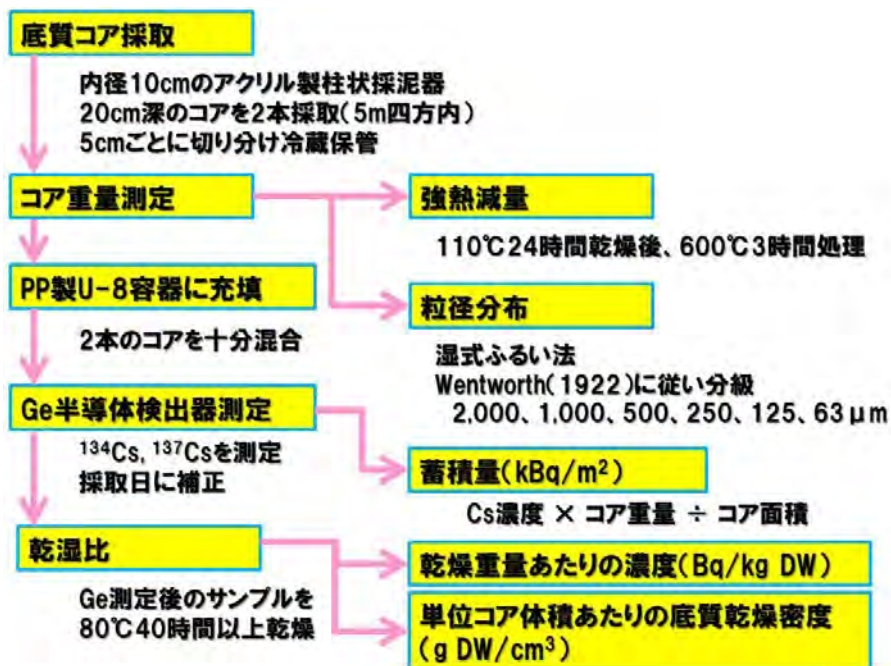 底質コア採取
内径10cmのアクリル製柱状採泥器
20cm深のコアを2本採取(5m四方内)
5cmごとに切り分け冷蔵保管
コア重量測定
強熱減量
110℃24時間乾燥後、600℃3時間処理
PP製U-8容器に充填
2本のコアを十分混合
粒径分布
湿式ふるい法
Wentworth(1922)に従い分級
2,000、1,000、500、250、125、63μm
Ge半導体検出器測定
¹³⁴Cs, ¹³⁷Csを測定
採取日に補正
蓄積量(kBq/m²)
Cs濃度 × コア重量 ÷ コア面積
乾湿比
Ge測定後のサンプルを
80℃40時間以上乾燥
乾燥重量あたりの濃度(Bq/kg DW)
単位コア体積あたりの底質乾燥密度
(g DW/cm³)